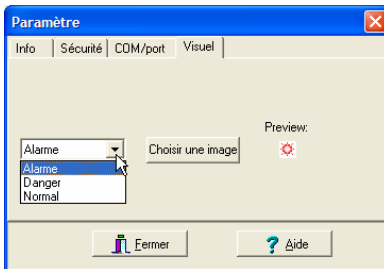 Paramètre
Info Sécurité COM/port Visuel
Preview:
Alarme Choisir une image
Alarme
Danger
Normal
Fermer ? Aide